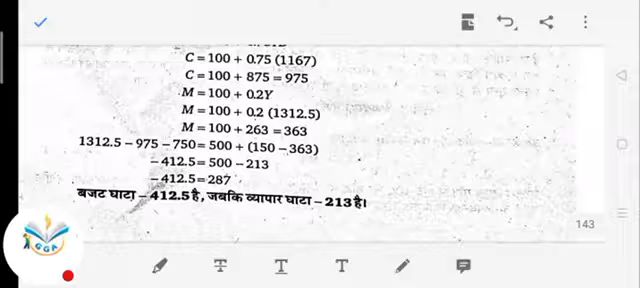 C = 100 + 0.75 (1167)
C = 100 + 875 = 975
M = 100 + 0.2Y
M = 100 + 0.2 (1312.5)
M = 100 + 263 = 363
1312.5 – 975 – 750 = 500 + (150 – 363)
– 412.5 = 500 – 213
– 412.5 = 287
बजट घाटा – 412.5 है, जबकि व्यापार घाटा – 213 है।
143
GGA
T
T
T